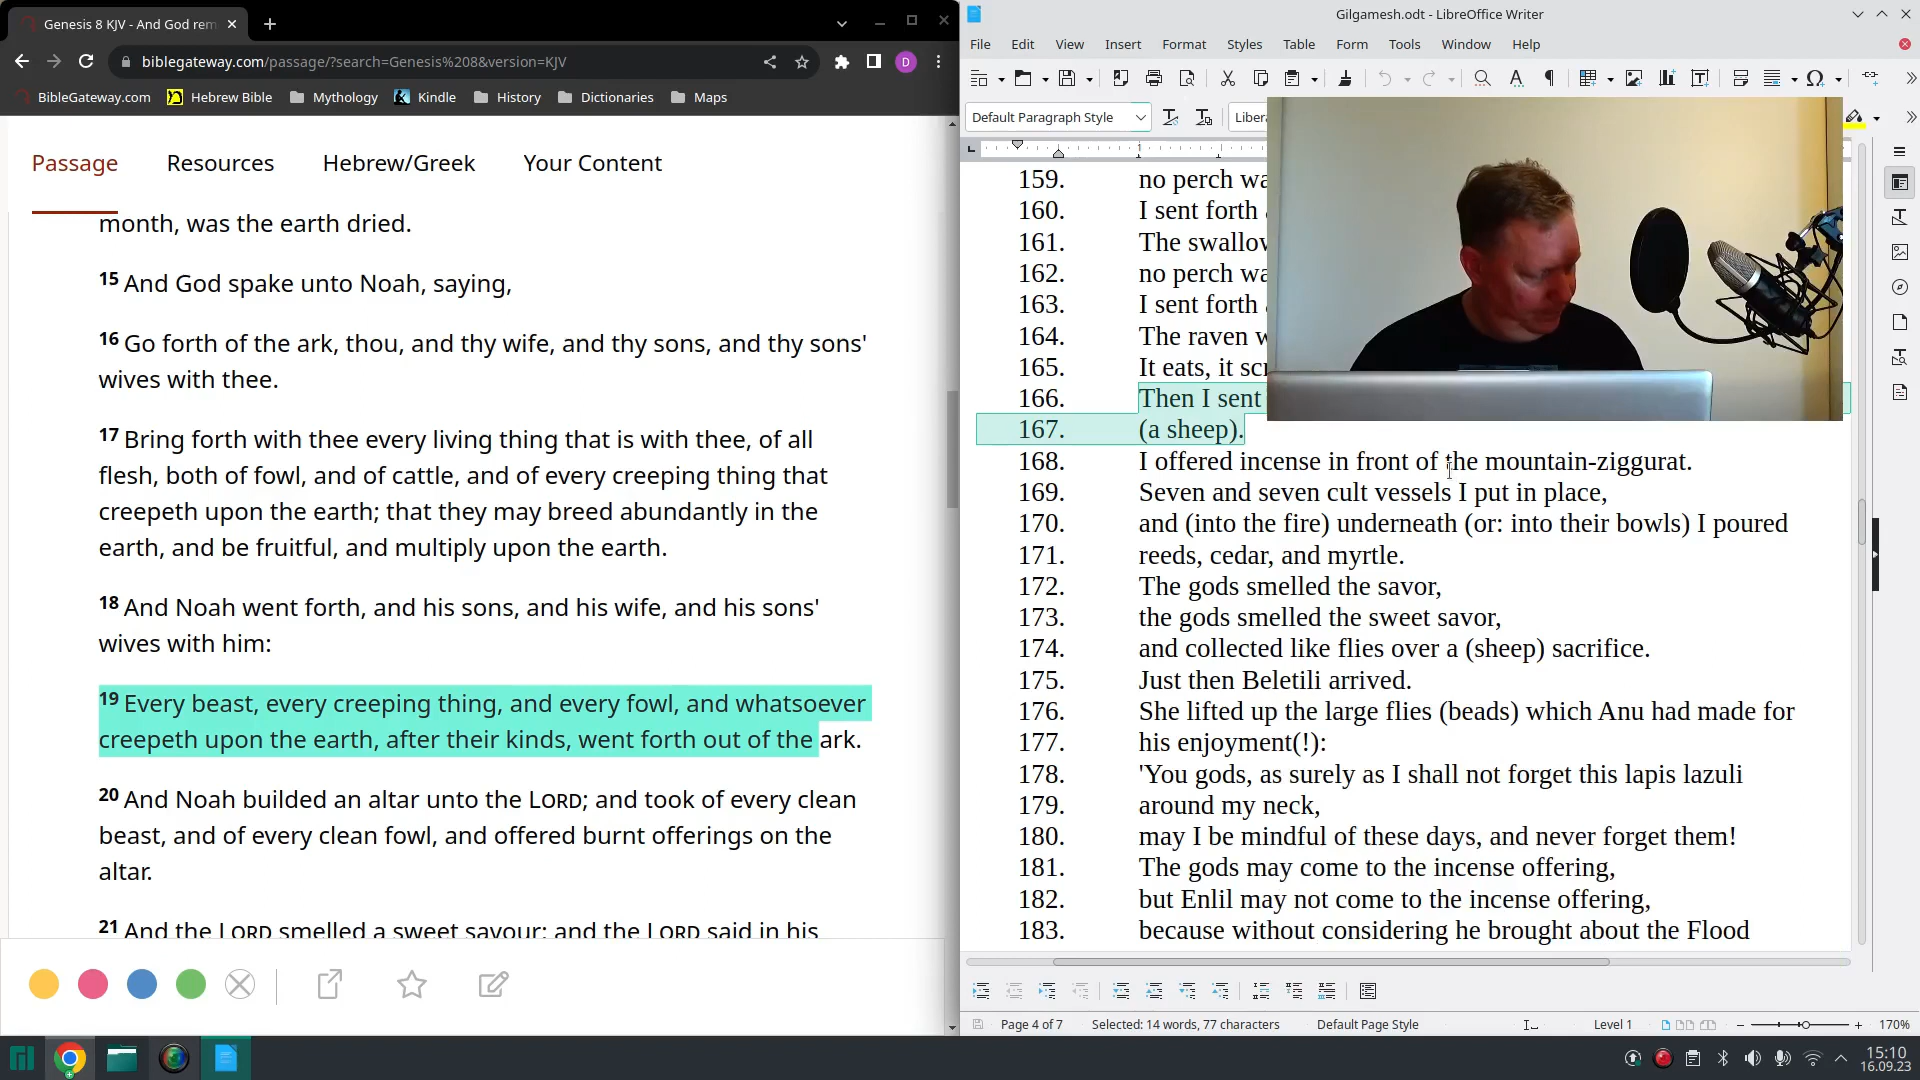 Genesis 8 KJV - And God rem
biblegateway.com/passage/?search=Genesis%208&version=KJV
D
BibleGateway.com
Hebrew Bible
Mythology
Kindle
History
Dictionaries
Maps
Passage
Resources
Hebrew/Greek
Your Content
month, was the earth dried.
15 And God spake unto Noah, saying,
16 Go forth of the ark, thou, and thy wife, and thy sons, and thy sons'
wives with thee.
17 Bring forth with thee every living thing that is with thee, of all
flesh, both of fowl, and of cattle, and of every creeping thing that
creepeth upon the earth; that they may breed abundantly in the
earth, and be fruitful, and multiply upon the earth.
18 And Noah went forth, and his sons, and his wife, and his sons'
wives with him:
19 Every beast, every creeping thing, and every fowl, and whatsoever
creepeth upon the earth, after their kinds, went forth out of the ark.
20 And Noah builded an altar unto the LORD; and took of every clean
beast, and of every clean fowl, and offered burnt offerings on the
altar.
21 And the LORD smelled a sweet savour; and the LORD said in his
Gilgamesh.odt - LibreOffice Writer
File Edit View Insert Format Styles Table Form Tools Window Help
Default Paragraph Style
Libera
1
159. no perch wa
160. I sent forth
161. The swallow
162. no perch wa
163. I sent forth
164. The raven w
165. It eats, it scr
166. Then I sent
167. (a sheep).
168. I offered incense in front of the mountain-ziggurat.
169. Seven and seven cult vessels I put in place,
170. and (into the fire) underneath (or: into their bowls) I poured
171. reeds, cedar, and myrtle.
172. The gods smelled the savor,
173. the gods smelled the sweet savor,
174. and collected like flies over a (sheep) sacrifice.
175. Just then Beletili arrived.
176. She lifted up the large flies (beads) which Anu had made for
177. his enjoyment(!):
178. 'You gods, as surely as I shall not forget this lapis lazuli
179. around my neck,
180. may I be mindful of these days, and never forget them!
181. The gods may come to the incense offering,
182. but Enlil may not come to the incense offering,
183. because without considering he brought about the Flood
Page 4 of 7
Selected: 14 words, 77 characters
Default Page Style
Level 1
170%
15:10
16.09.23